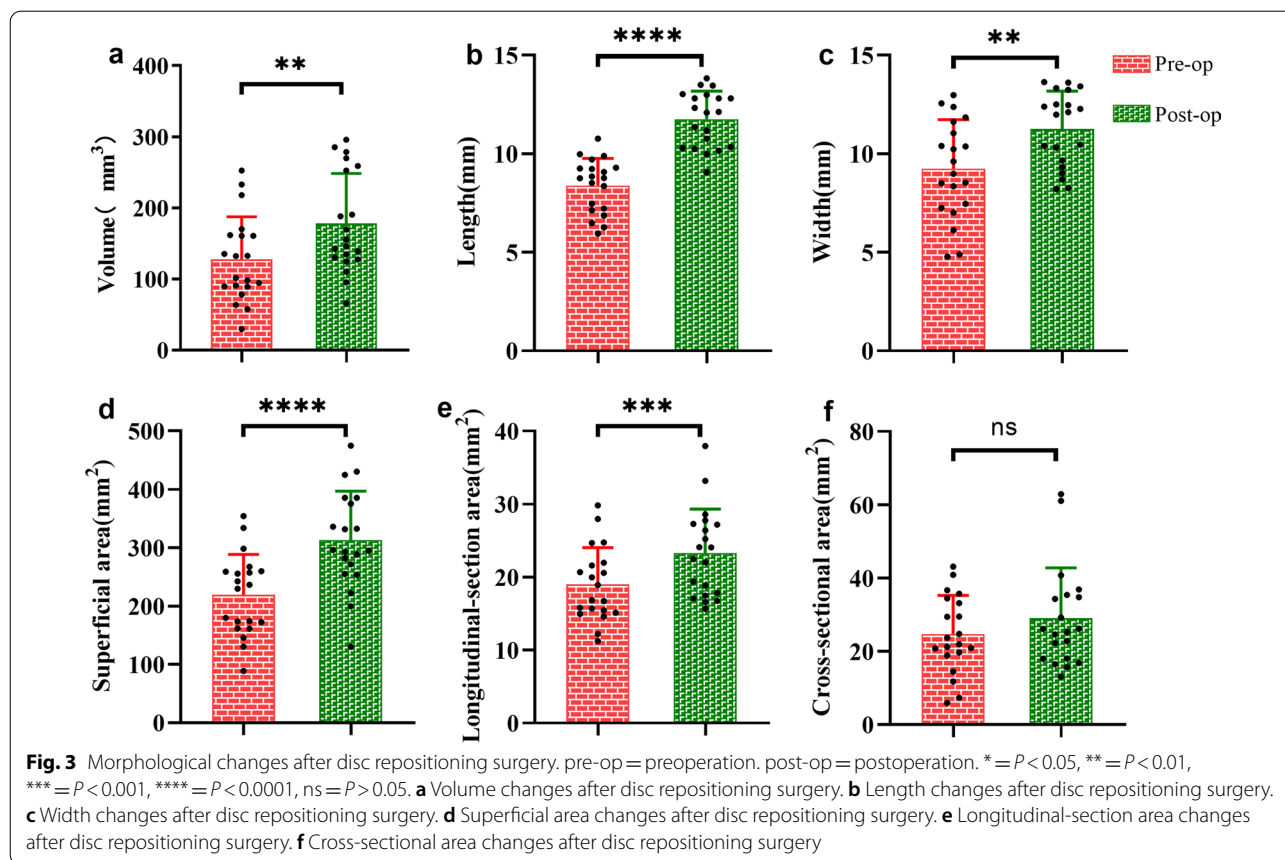 a
**
Volume( mm³)
400
300
200
100
0
b
****
Length(mm)
15
10
5
0
c
**
Width(mm)
15
10
5
0
Pre-op
Post-op
d
****
Superficial area(mm²)
500
400
300
200
100
0
e
***
Longitudinal-section area(mm²)
40
30
20
10
0
f
ns
Cross-sectional area(mm²)
80
60
40
20
0
Fig. 3 Morphological changes after disc repositioning surgery. pre-op = preoperation. post-op = postoperation. * = P < 0.05, ** = P < 0.01,
*** = P < 0.001, **** = P < 0.0001, ns = P > 0.05. a Volume changes after disc repositioning surgery. b Length changes after disc repositioning surgery.
c Width changes after disc repositioning surgery. d Superficial area changes after disc repositioning surgery. e Longitudinal-section area changes
after disc repositioning surgery. f Cross-sectional area changes after disc repositioning surgery